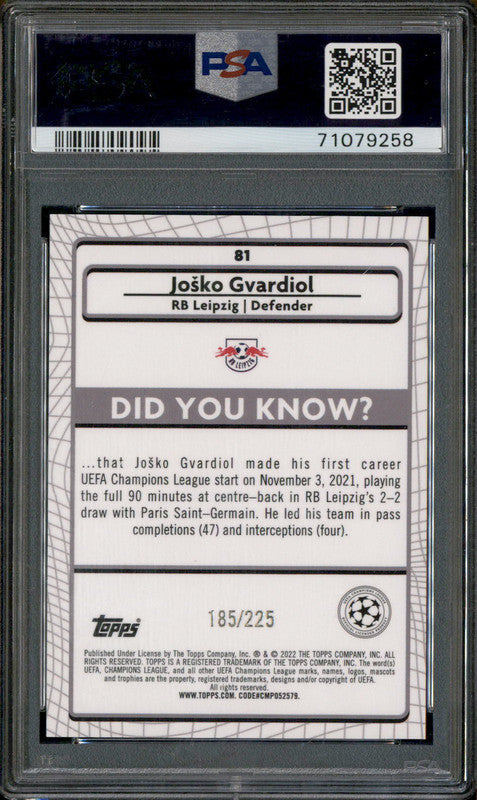 PSA
71079258
81
Joško Gvardiol
RB Leipzig | Defender
RB LEIPZIG
DID YOU KNOW?
...that Joško Gvardiol made his first career
UEFA Champions League start on November 3, 2021, playing
the full 90 minutes at centre–back in RB Leipzig's 2–2
draw with Paris Saint–Germain. He led his team in pass
completions (47) and interceptions (four).
Topps
185/225
Published Under License by The Topps Company, Inc. ® & © 2022 THE TOPPS COMPANY, INC. ALL
RIGHTS RESERVED. TOPPS IS A REGISTERED TRADEMARK OF THE TOPPS COMPANY, INC. The word(s)
UEFA, CHAMPIONS LEAGUE, and all other UEFA Champions League marks, names, logos, mascots
and trophies are the property, registered trademarks, designs and/or copyright of UEFA.
All rights reserved.
WWW.TOPPS.COM. CODE#CMP052579.
PSA